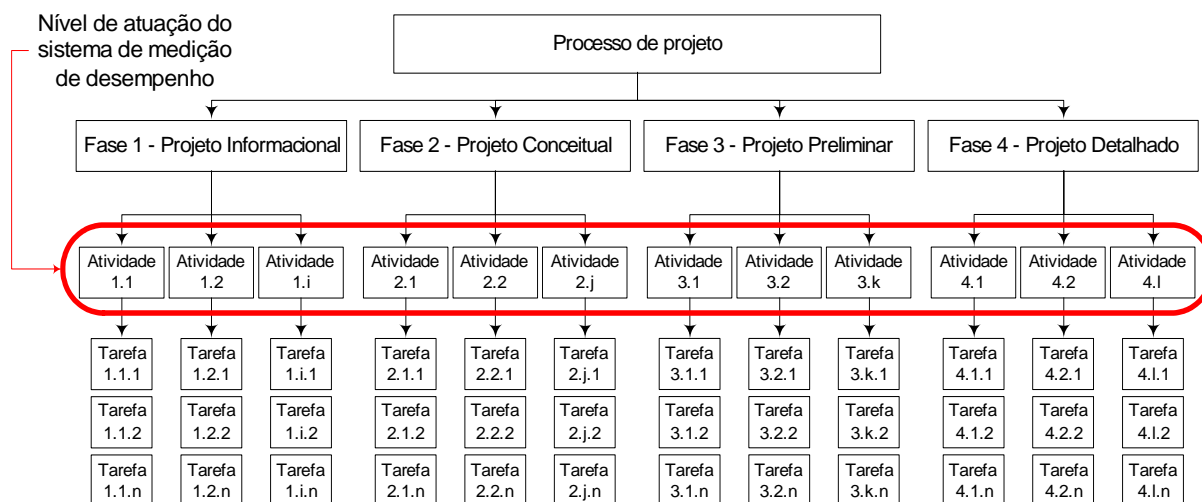 Nível de atuação do
sistema de medição
de desempenho
Processo de projeto
Fase 1 - Projeto Informacional
Fase 2 - Projeto Conceitual
Fase 3 - Projeto Preliminar
Fase 4 - Projeto Detalhado
Atividade
1.1
Atividade
1.2
Atividade
1.i
Atividade
2.1
Atividade
2.2
Atividade
2.j
Atividade
3.1
Atividade
3.2
Atividade
3.k
Atividade
4.1
Atividade
4.2
Atividade
4.l
Tarefa
1.1.1
Tarefa
1.2.1
Tarefa
1.i.1
Tarefa
2.1.1
Tarefa
2.2.1
Tarefa
2.j.1
Tarefa
3.1.1
Tarefa
3.2.1
Tarefa
3.k.1
Tarefa
4.1.1
Tarefa
4.2.1
Tarefa
4.l.1
Tarefa
1.1.2
Tarefa
1.2.2
Tarefa
1.i.2
Tarefa
2.1.2
Tarefa
2.2.2
Tarefa
2.j.2
Tarefa
3.1.2
Tarefa
3.2.2
Tarefa
3.k.2
Tarefa
4.1.2
Tarefa
4.2.2
Tarefa
4.l.2
Tarefa
1.1.n
Tarefa
1.2.n
Tarefa
1.i.n
Tarefa
2.1.n
Tarefa
2.2.n
Tarefa
2.j.n
Tarefa
3.1.n
Tarefa
3.2.n
Tarefa
3.k.n
Tarefa
4.1.n
Tarefa
4.2.n
Tarefa
4.l.n